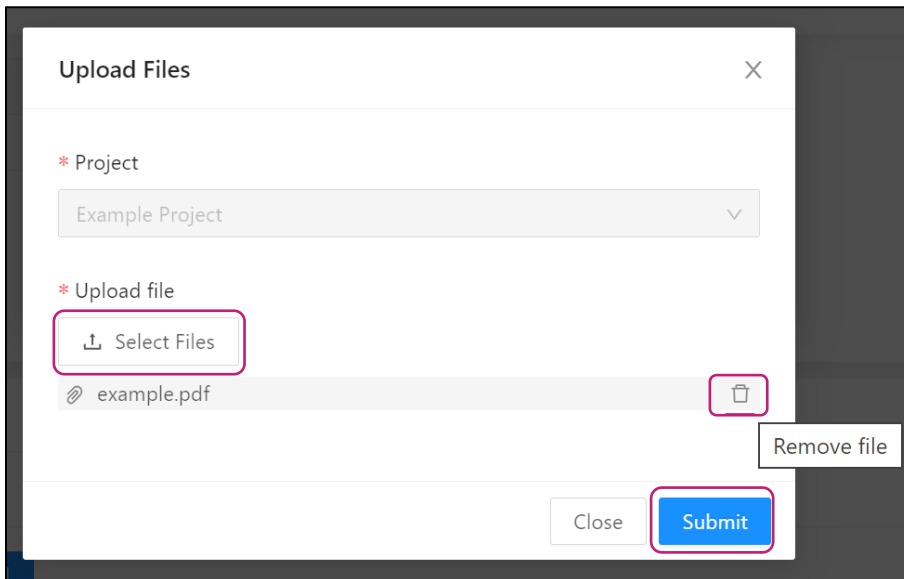 Upload Files
* Project
Example Project
* Upload file
Select Files
example.pdf
Remove file
Close
Submit